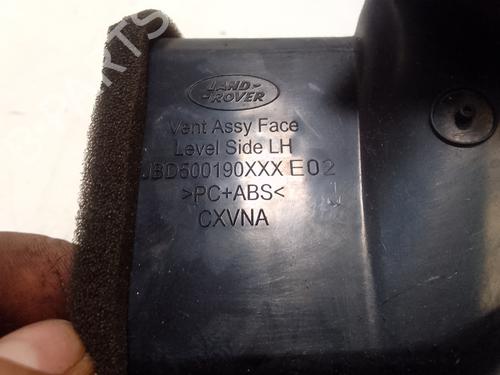 LAND-
-ROVER
Vent Assy Face
Level Side LH
JBD500190XXX E02
>PC+ABS<
CXVNA